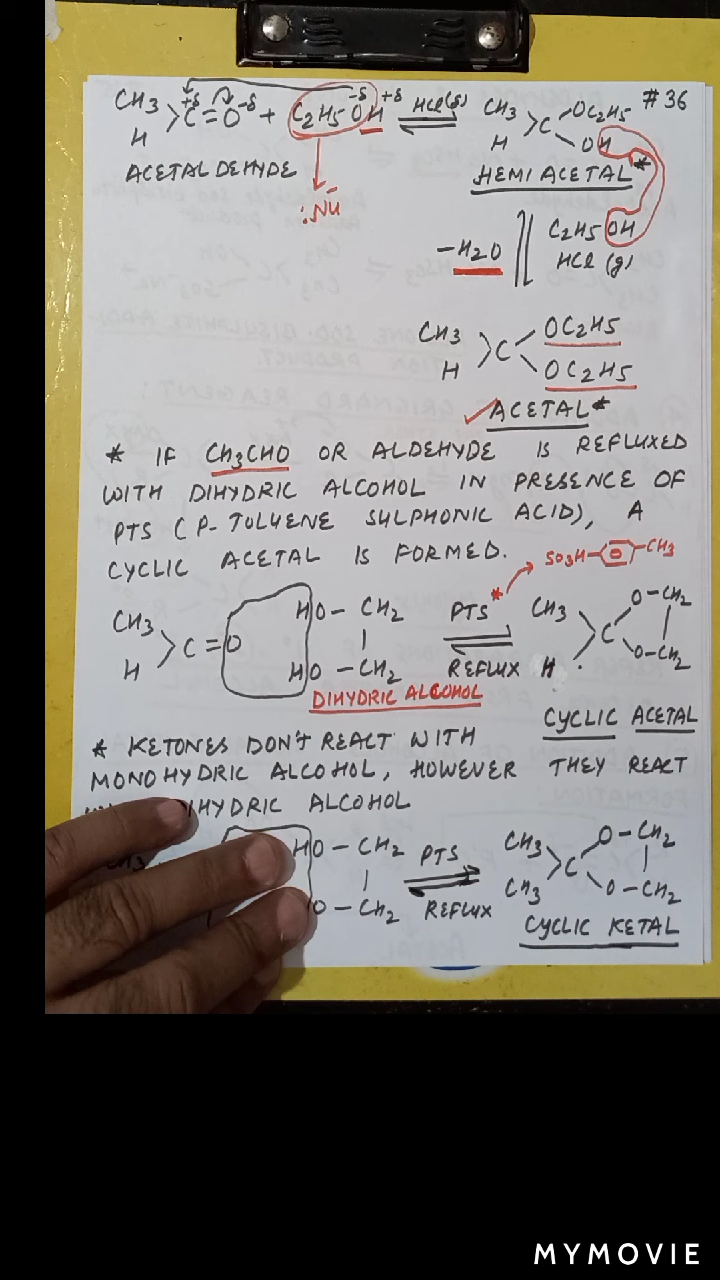 #36
CH3 H >C=O + C2H5OH ⇌ HCl(g) CH3 H >C OC2H5 OH
+δ -δ -δ +δ
ACETALDEHYDE
HEMIACETAL*
:Nu⁻
-H2O C2H5OH
HCl (g)
CH3 H >C OC2H5 OC2H5
✓ACETAL*
* IF CH3CHO OR ALDEHYDE IS REFLUXED
WITH DIHYDRIC ALCOHOL IN PRESENCE OF
PTS (P-TOLUENE SULPHONIC ACID), A
CYCLIC ACETAL IS FORMED.
SO3H- -CH3
CH3 H >C=O HO-CH2 HO-CH2 PTS* ⇌ REFLUX CH3 H >C O-CH2 O-CH2
DIHYDRIC ALCOHOL
CYCLIC ACETAL
* KETONES DON'T REACT WITH
MONOHYDRIC ALCOHOL, HOWEVER THEY REACT
DIHYDRIC ALCOHOL
CH3 HO-CH2 O-CH2 PTS ⇌ REFLUX CH3 CH3 >C O-CH2 O-CH2
CYCLIC KETAL
MYMOVIE